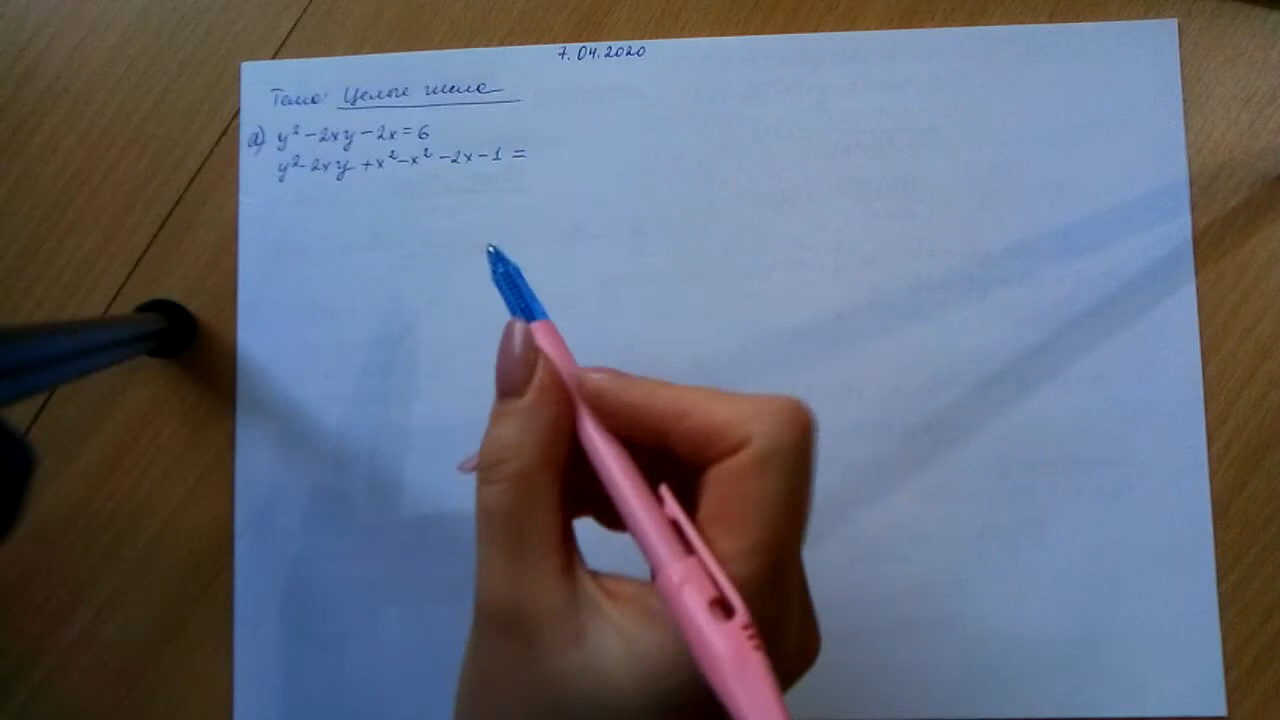 7.04.2020
Тема: Целые числа
а) y² - 2xy - 2x = 6
y² - 2xy + x² - x² - 2x - 1 =